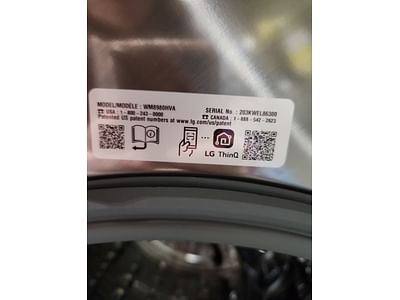 MODEL/MODÈLE : WM8980HVA
SERIAL No : 203KWEL86300
USA : 1-800-243-0000
CANADA : 1-888-542-2623
Patented US patent numbers at www.lg.com/us/patent
LG ThinQ